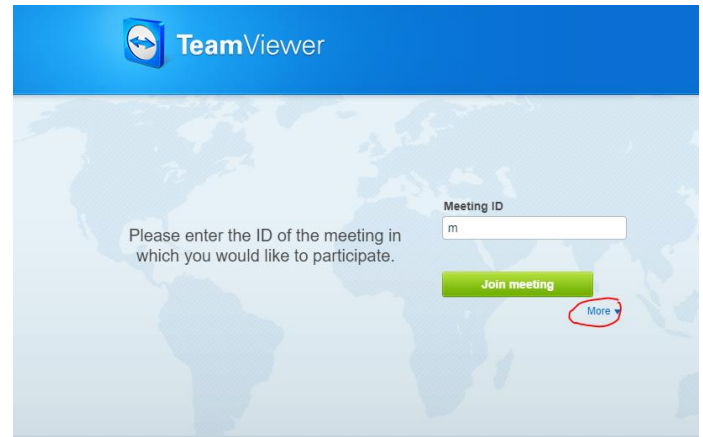 TeamViewer
Meeting ID
m
Please enter the ID of the meeting in
which you would like to participate.
Join meeting
More